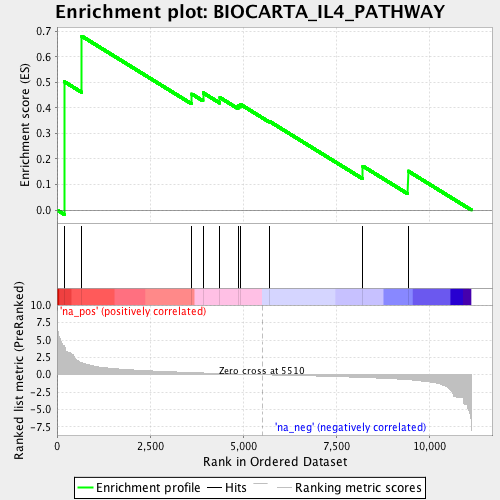 Enrichment plot: BIOCARTA_IL4_PATHWAY
Enrichment score (ES)
0.7
0.6
0.5
0.4
0.3
0.2
0.1
0.0
'na_pos' (positively correlated)
Ranked list metric (PreRanked)
10.0
7.5
5.0
2.5
0.0
-2.5
-5.0
-7.5
Zero cross at 5510
'na_neg' (negatively correlated)
0
2,500
5,000
7,500
10,000
Rank in Ordered Dataset
Enrichment profile
Hits
Ranking metric scores